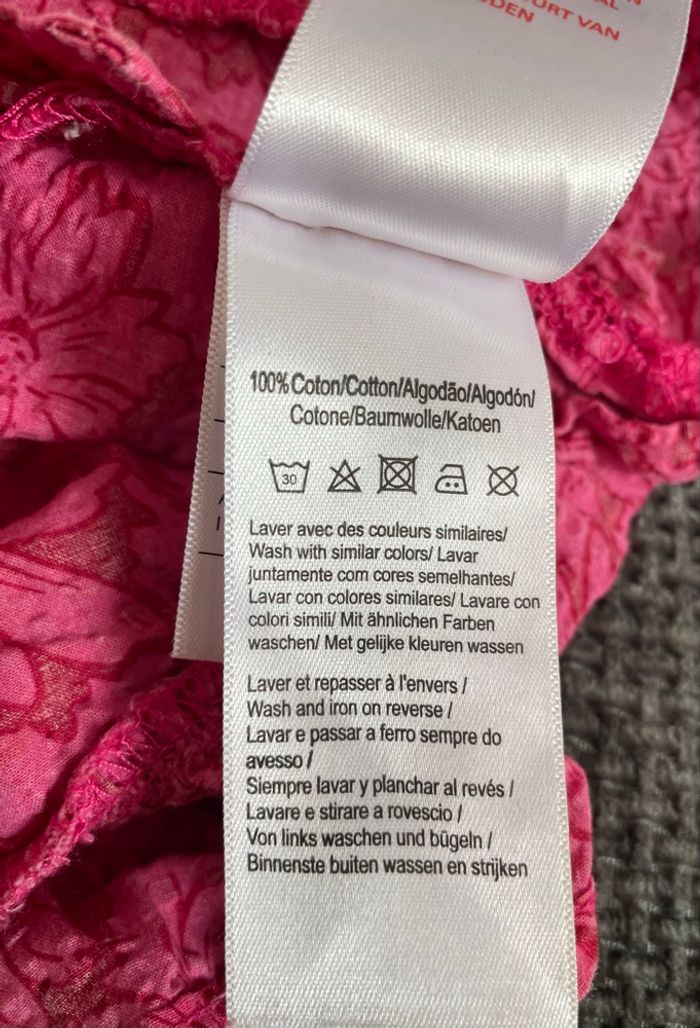 OURT VAN
DEN
100% Coton/Cotton/Algodão/Algodón/
Cotone/Baumwolle/Katoen
30
Laver avec des couleurs similaires/
Wash with similar colors/ Lavar
juntamente com cores semelhantes/
Lavar con colores similares/ Lavare con
colori simili/ Mit ähnlichen Farben
waschen/ Met gelijke kleuren wassen
Laver et repasser à l'envers /
Wash and iron on reverse /
Lavar e passar a ferro sempre do
avesso /
Siempre lavar y planchar al revés /
Lavare e stirare a rovescio /
Von links waschen und bügeln /
Binnenste buiten wassen en strijken